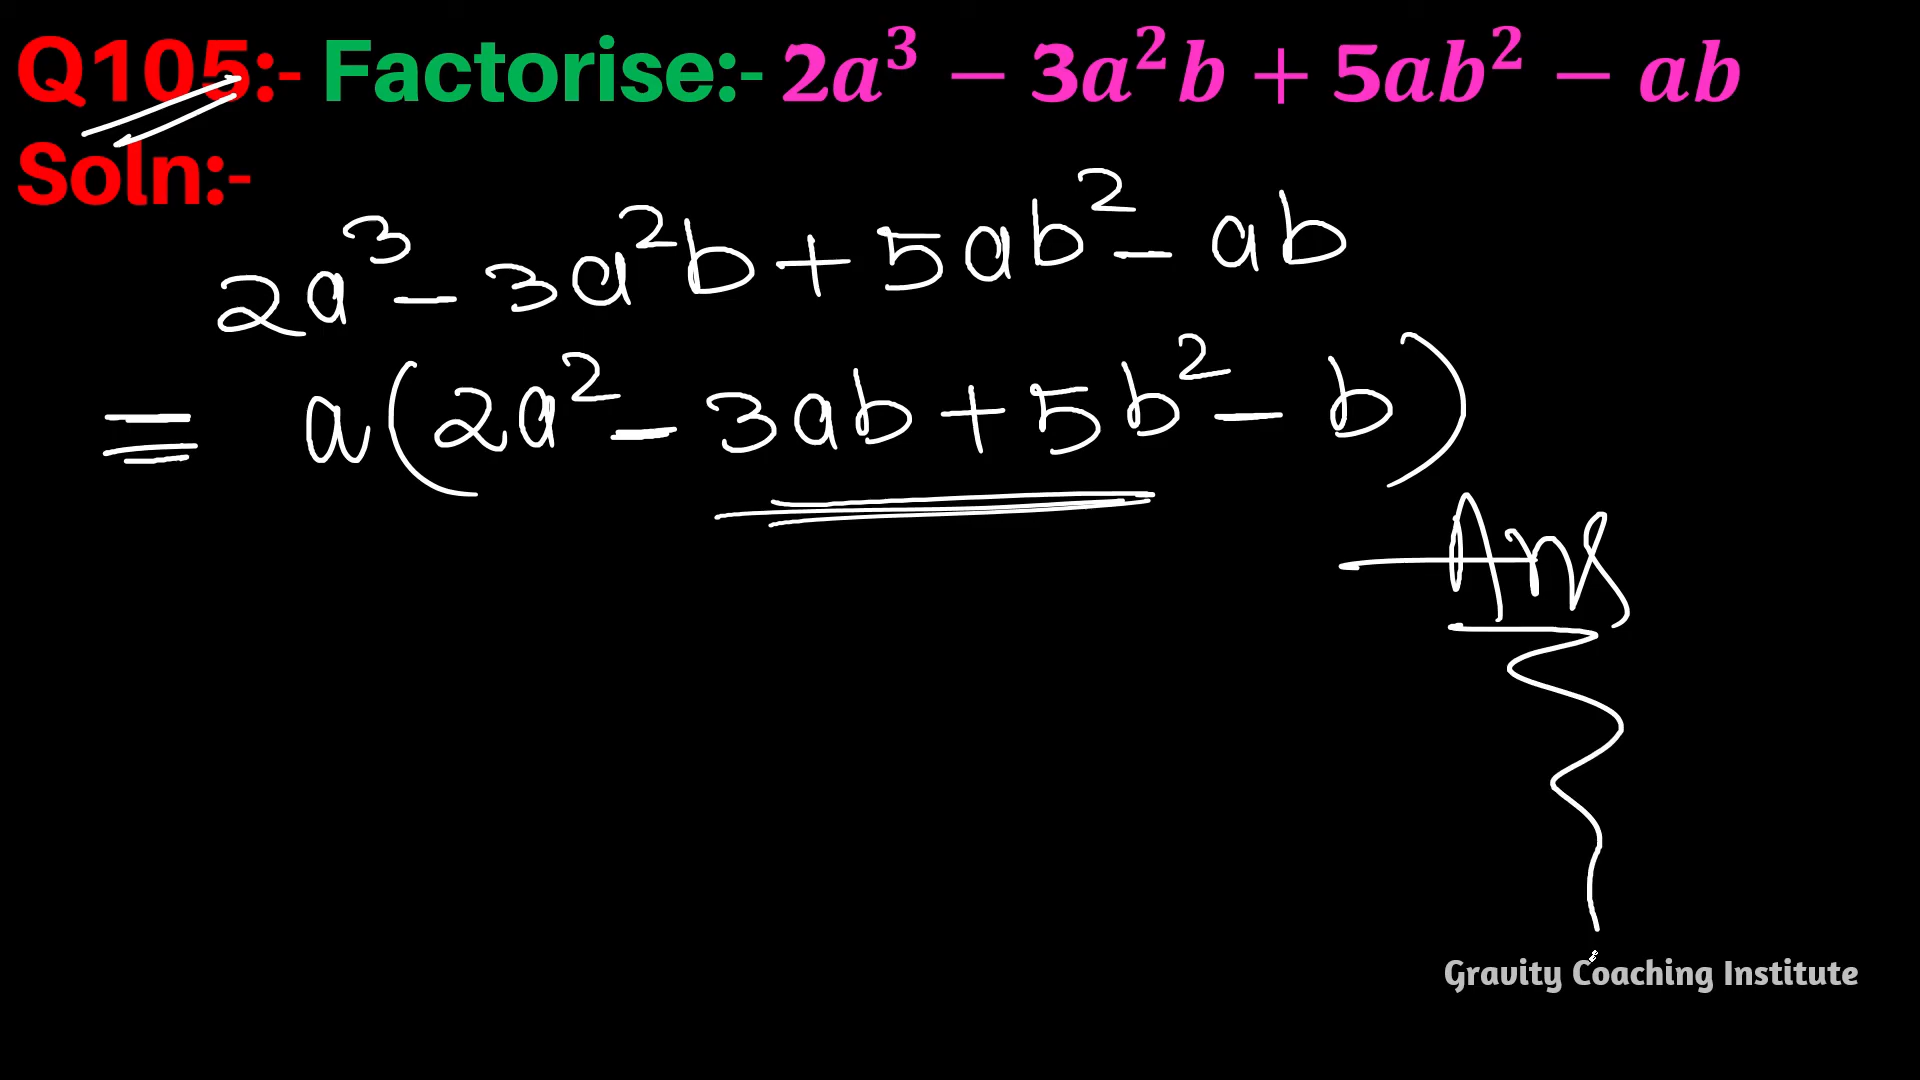 Q105:- Factorise:- 2a³ − 3a²b + 5ab² − ab
Soln:-
2a³ − 3a²b + 5ab² − ab
= a(2a² − 3ab + 5b² − b)
Ans
Gravity Coaching Institute